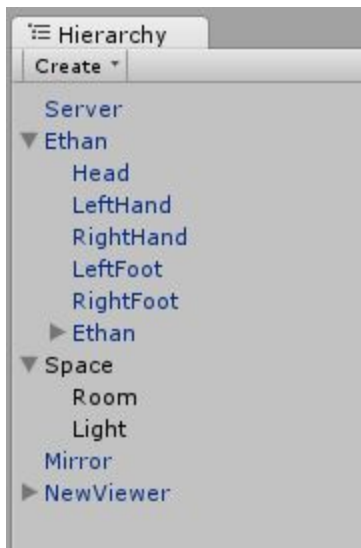 Hierarchy
Create
Server
Ethan
Head
LeftHand
RightHand
LeftFoot
RightFoot
Ethan
Space
Room
Light
Mirror
NewViewer